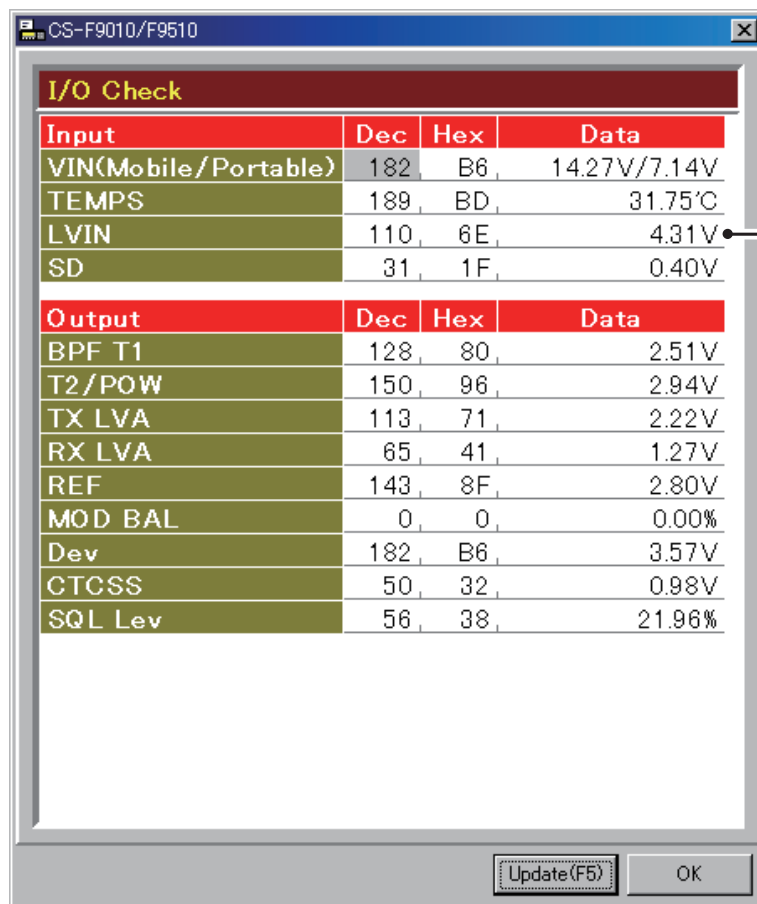 CS-F9010/F9510
I/O Check
Input Dec Hex Data
VIN(Mobile/Portable) 182 B6 14.27V/7.14V
TEMPS 189 BD 31.75'C
LVIN 110 6E 4.31V
SD 31 1F 0.40V
Output Dec Hex Data
BPF T1 128 80 2.51V
T2/POW 150 96 2.94V
TX LVA 113 71 2.22V
RX LVA 65 41 1.27V
REF 143 8F 2.80V
MOD BAL 0 0 0.00%
Dev 182 B6 3.57V
CTCSS 50 32 0.98V
SQL Lev 56 38 21.96%
Update(F5) OK